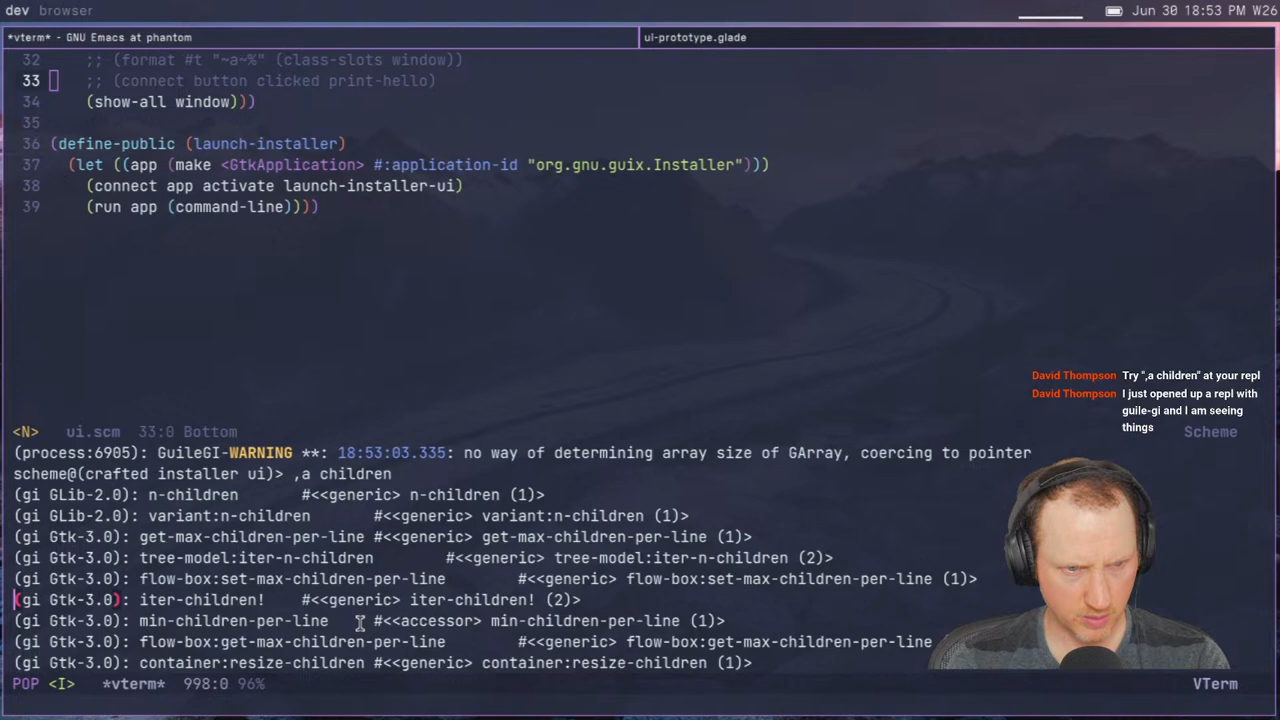 dev browser
Jun 30 18:53 PM W26
*vterm* - GNU Emacs at phantom
ui-prototype.glade
32 ;; (format #t "~a~%" (class-slots window))
33 ;; (connect button clicked print-hello)
34 (show-all window)))
35
36 (define-public (launch-installer)
37 (let ((app (make <GtkApplication> #:application-id "org.gnu.guix.Installer")))
38 (connect app activate launch-installer-ui)
39 (run app (command-line))))
David Thompson Try ",a children" at your repl
David Thompson I just opened up a repl with
guile-gi and I am seeing
things
<N> ui.scm 33:0 Bottom Scheme
(process:6905): GuileGI-WARNING **: 18:53:03.335: no way of determining array size of GArray, coercing to pointer
scheme@(crafted installer ui)> ,a children
(gi GLib-2.0): n-children #<<generic> n-children (1)>
(gi GLib-2.0): variant:n-children #<<generic> variant:n-children (1)>
(gi Gtk-3.0): get-max-children-per-line #<<generic> get-max-children-per-line (1)>
(gi Gtk-3.0): tree-model:iter-n-children #<<generic> tree-model:iter-n-children (2)>
(gi Gtk-3.0): flow-box:set-max-children-per-line #<<generic> flow-box:set-max-children-per-line (1)>
(gi Gtk-3.0): iter-children! #<<generic> iter-children! (2)>
(gi Gtk-3.0): min-children-per-line #<<accessor> min-children-per-line (1)>
(gi Gtk-3.0): flow-box:get-max-children-per-line #<<generic> flow-box:get-max-children-per-line
(gi Gtk-3.0): container:resize-children #<<generic> container:resize-children (1)>
POP <I> *vterm* 998:0 96% VTerm